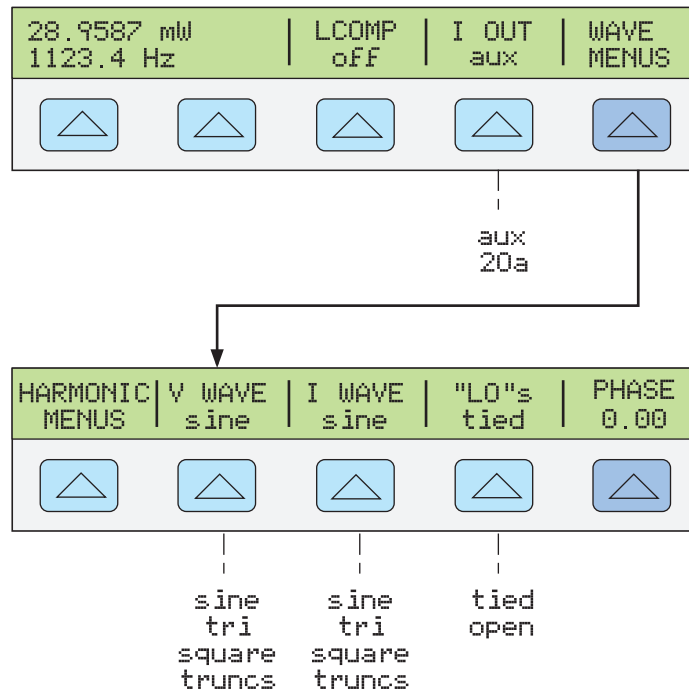 28.9587 mW | LCOMP | I OUT | WAVE
1123.4 Hz off | aux | MENUS
aux
20a
HARMONIC | V WAVE | I WAVE | "LO"s | PHASE
MENUS | sine | sine | tied | 0.00
sine sine tied
tri tri open
square square
truncs truncs